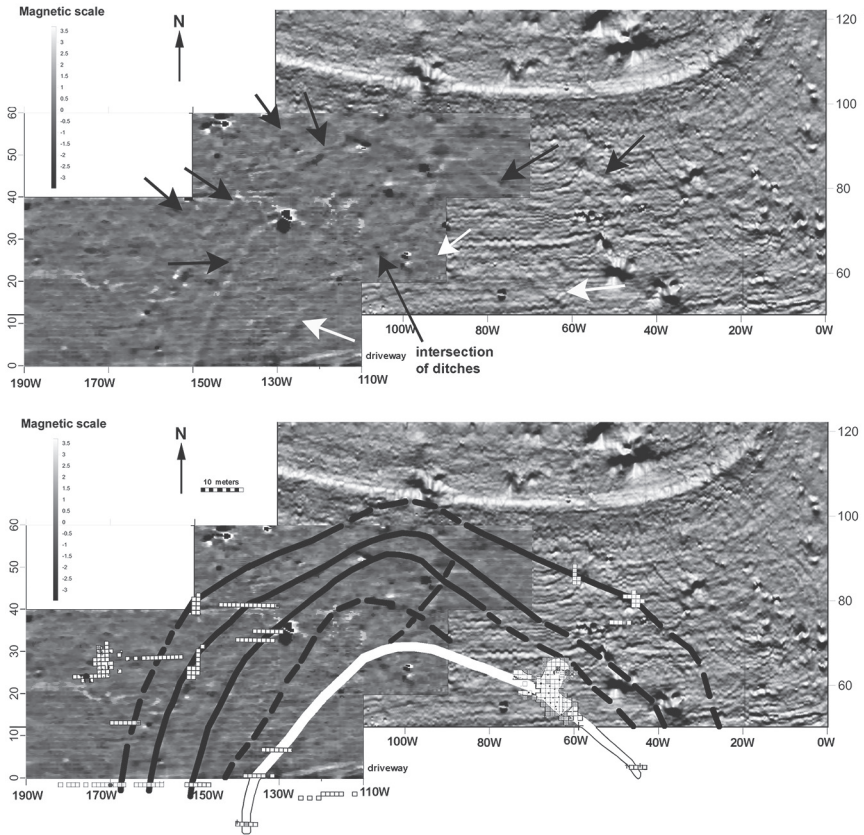 Magnetic scale
3.5
3
2.5
2
1.5
1
0.5
0
-0.5
-1
-1.5
-2
-2.5
-3
N
120
100
80
60
60
50
40
30
20
10
0
190W
170W
150W
130W
110W
driveway
intersection
of ditches
100W
80W
60W
40W
20W
0W
Magnetic scale
3.5
3
2.5
2
1.5
1
0.5
0
-0.5
-1
-1.5
-2
-2.5
-3
N
10 meters
120
100
80
60
60
50
40
30
20
10
0
190W
170W
150W
130W
110W
driveway
100W
80W
60W
40W
20W
0W